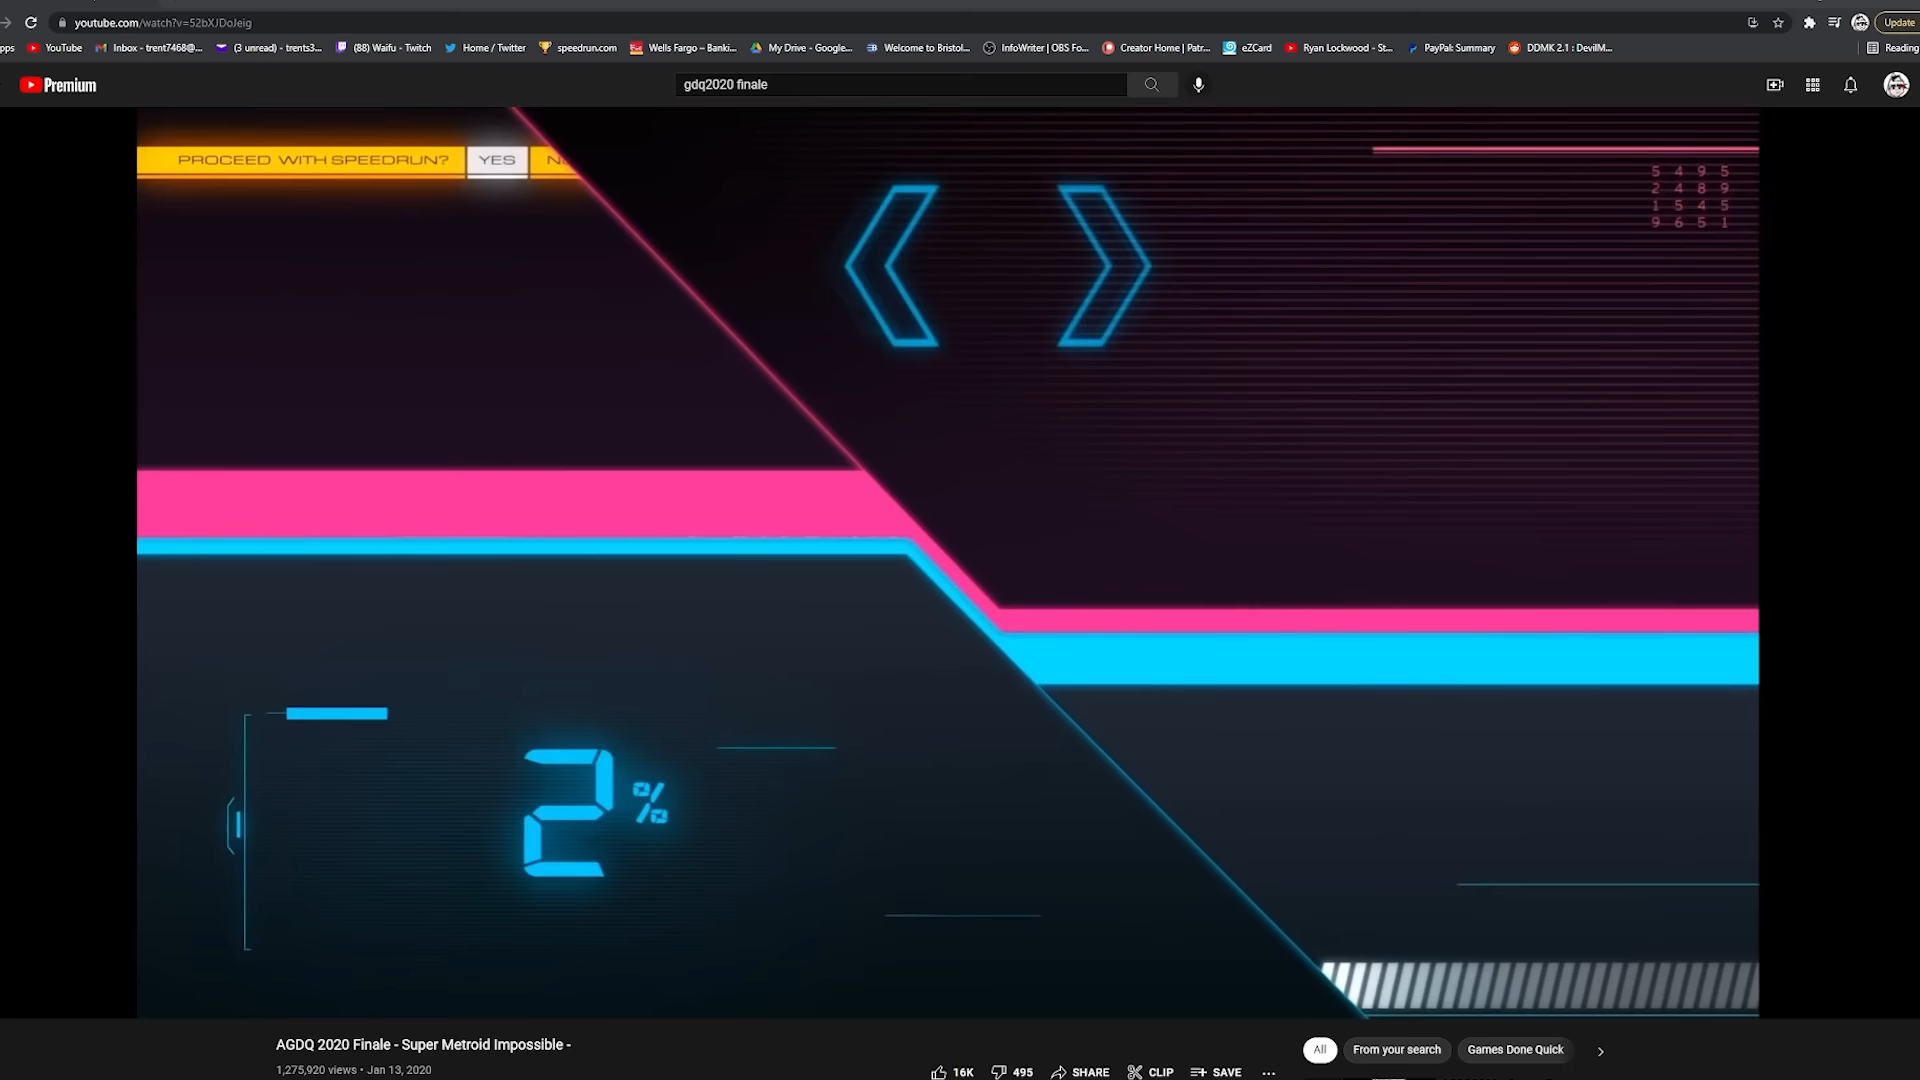 youtube.com/watch?v=52bXJDoJeig
Update
pps YouTube Inbox - trent7468@... (3 unread) - trents3... (88) Waifu - Twitch Home / Twitter speedrun.com Wells Fargo – Banki... My Drive - Google... Welcome to Bristol... InfoWriter | OBS Fo... Creator Home | Patr... eZCard Ryan Lockwood - St... PayPal: Summary DDMK 2.1 : DevilM... Reading
Premium
gdq2020 finale
PROCEED WITH SPEEDRUN? YES
5 4 9 5
2 4 8 9
1 5 4 5
9 6 5 1
2%
AGDQ 2020 Finale - Super Metroid Impossible -
1,275,920 views • Jan 13, 2020
16K 495 SHARE CLIP SAVE ...
All From your search Games Done Quick